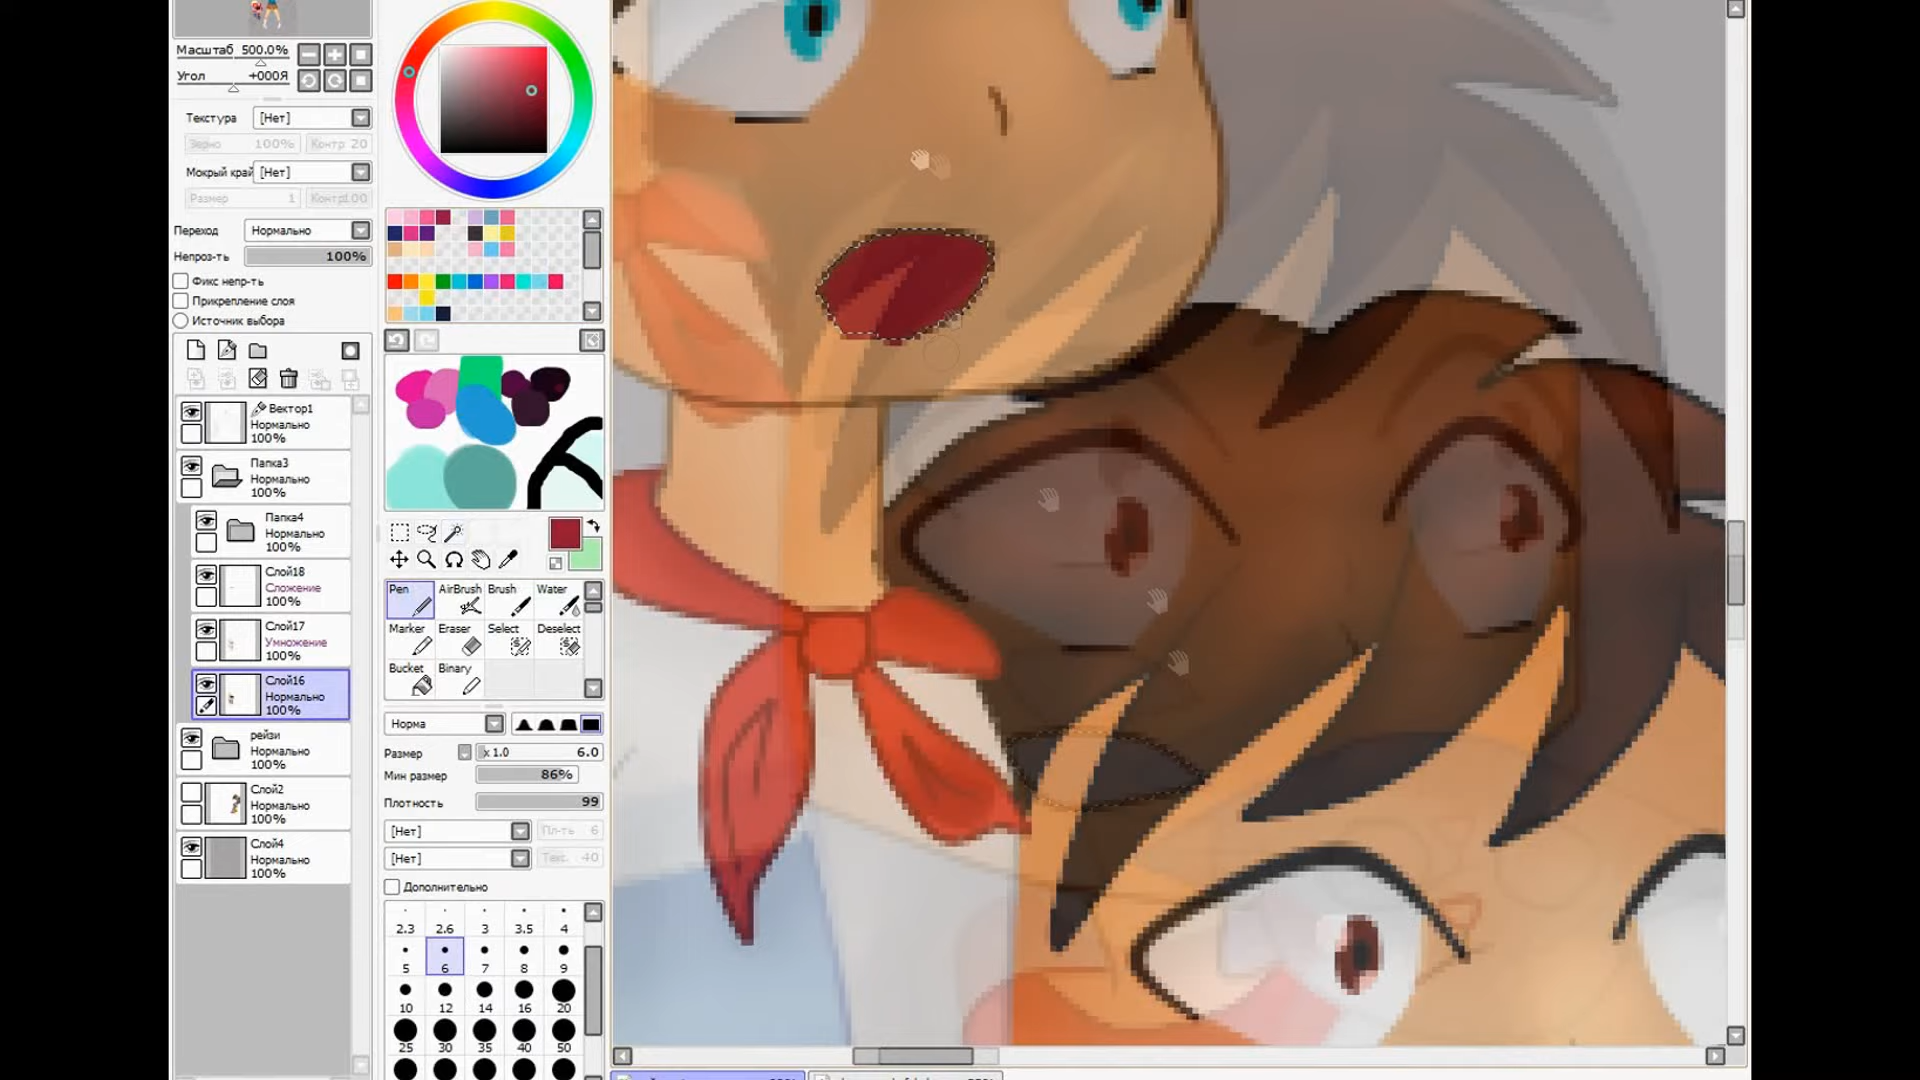 Масштаб 500.0%
Угол +000Я
Текстура [Нет]
Зерно 100% Контр 20
Мокрый край [Нет]
Размер 1 Контр 100
Переход Нормально
Непроз-ть 100%
Фикс непр-ть
Прикрепление слоя
Источник выбора
Вектор1
Нормально
100%
Папка3
Нормально
100%
Папка4
Нормально
100%
Слой18
Сложение
100%
Слой17
Умножение
100%
Слой16
Нормально
100%
рейзи
Нормально
100%
Слой2
Нормально
100%
Слой4
Нормально
100%
Pen AirBrush Brush Water
Marker Eraser Select Deselect
Bucket Binary
Норма
Размер x 1.0 6.0
Мин размер 86%
Плотность 99
[Нет] Пл-ть 6
[Нет] Текс. 40
Дополнительно
2.3 2.6 3 3.5 4
5 6 7 8 9
10 12 14 16 20
25 30 35 40 50